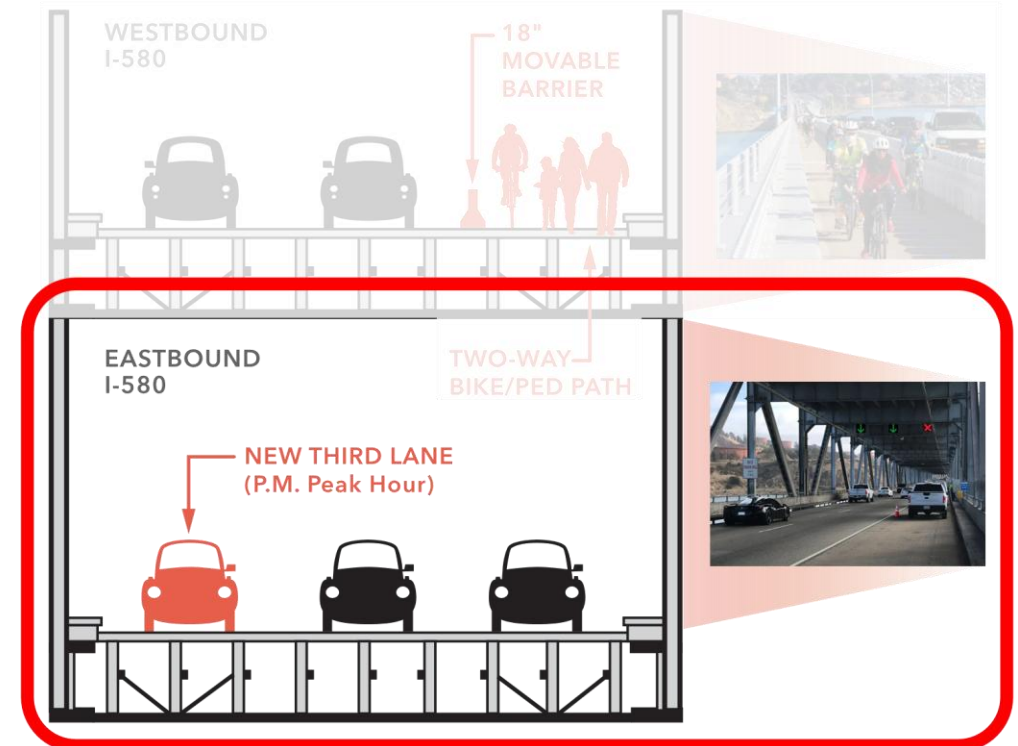 WESTBOUND
I-580
18"
MOVABLE
BARRIER
EASTBOUND
I-580
TWO-WAY
BIKE/PED PATH
NEW THIRD LANE
(P.M. Peak Hour)